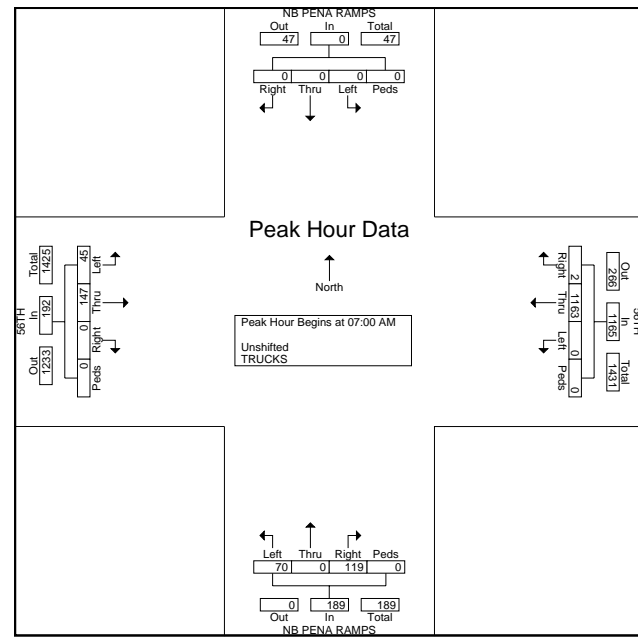 NB PENA RAMPS
Out In Total
47 0 47
0 0 0 0
Right Thru Left Peds
Peak Hour Data
North
Peak Hour Begins at 07:00 AM
Unshifted
TRUCKS
56TH
Total In Out
1425 192 1233
45 147 0 0
Left Thru Right Peds
Right Thru Left Peds
2 1163 0 0
Out In Total
266 1165 1431
56TH
Left Thru Right Peds
70 0 119 0
0 189 189
Out In Total
NB PENA RAMPS